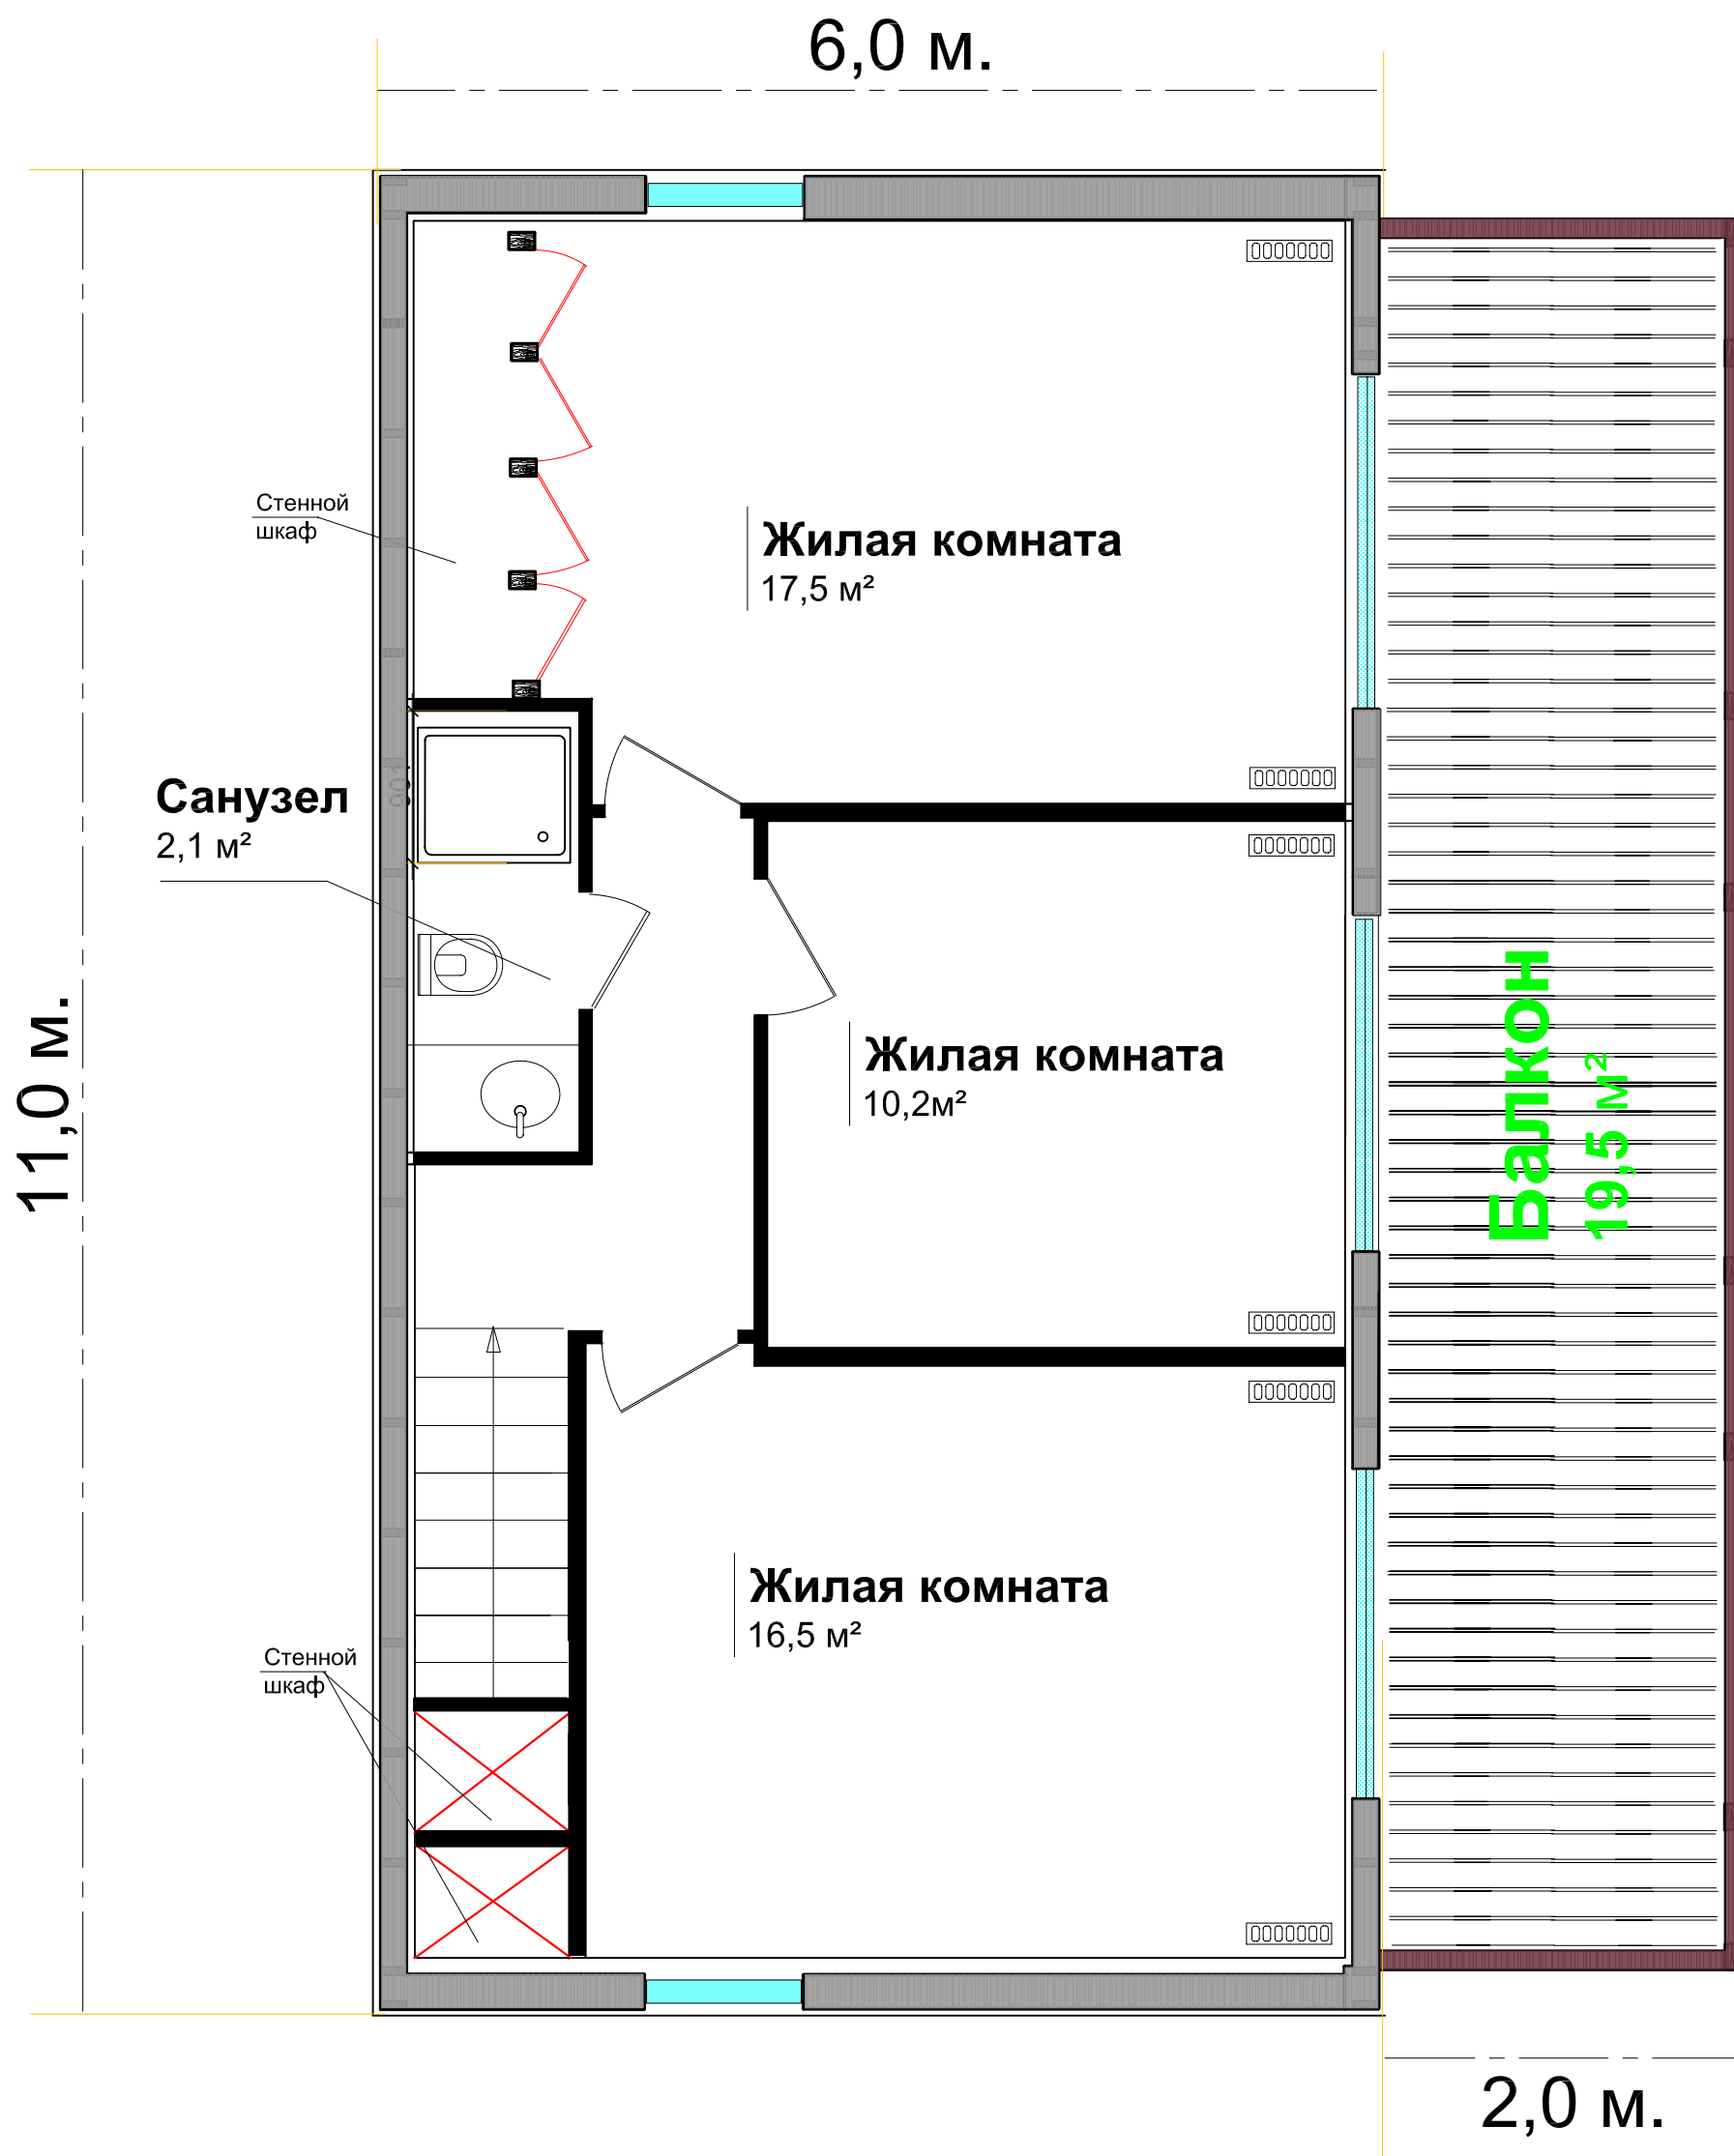 6,0 м.
Стенной
шкаф
Жилая комната
17,5 м²
Санузел
2,1 м²
11,0 м.
Жилая комната
10,2м²
Балкон
19,5 м²
Жилая комната
16,5 м²
Стенной
шкаф
2,0 м.